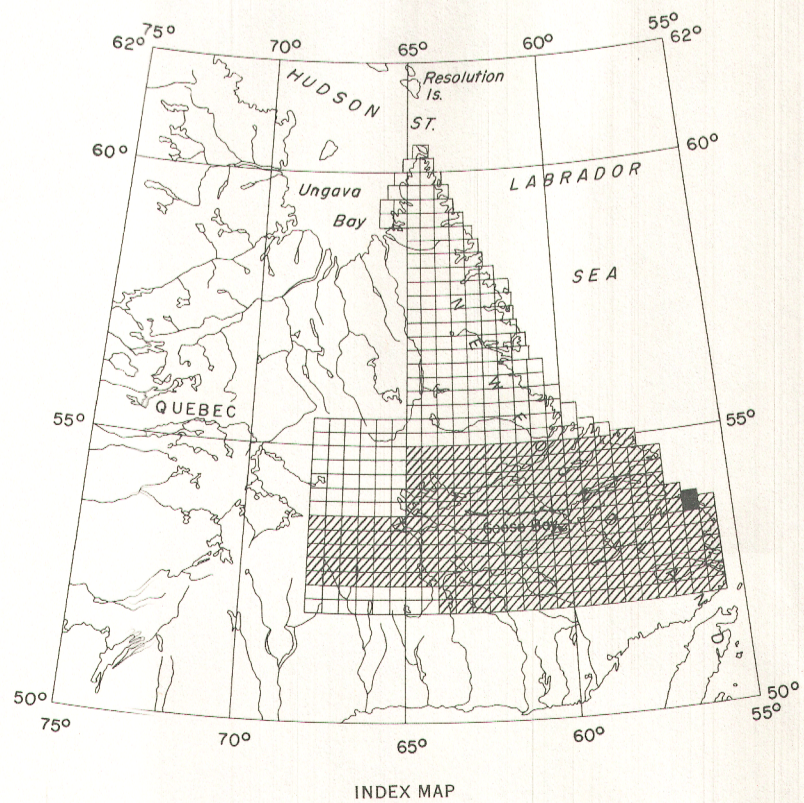 75° 70° 65° 60° 55°
62° 62°
HUDSON
ST.
Resolution
Is.
60° 60°
Ungava
Bay
LABRADOR
SEA
QUEBEC
55° 55°
Goose Bay
50° 50°
75° 70° 65° 60° 55°
INDEX MAP